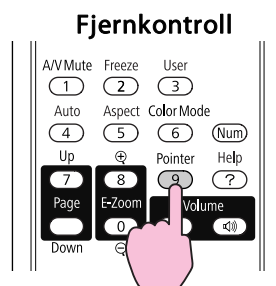 Fjernkontroll
A/V Mute Freeze User
1 2 3
Auto Aspect Color Mode
4 5 6 Num
Up Pointer Help
7 8 9 ?
Page E-Zoom Volume
0
Down